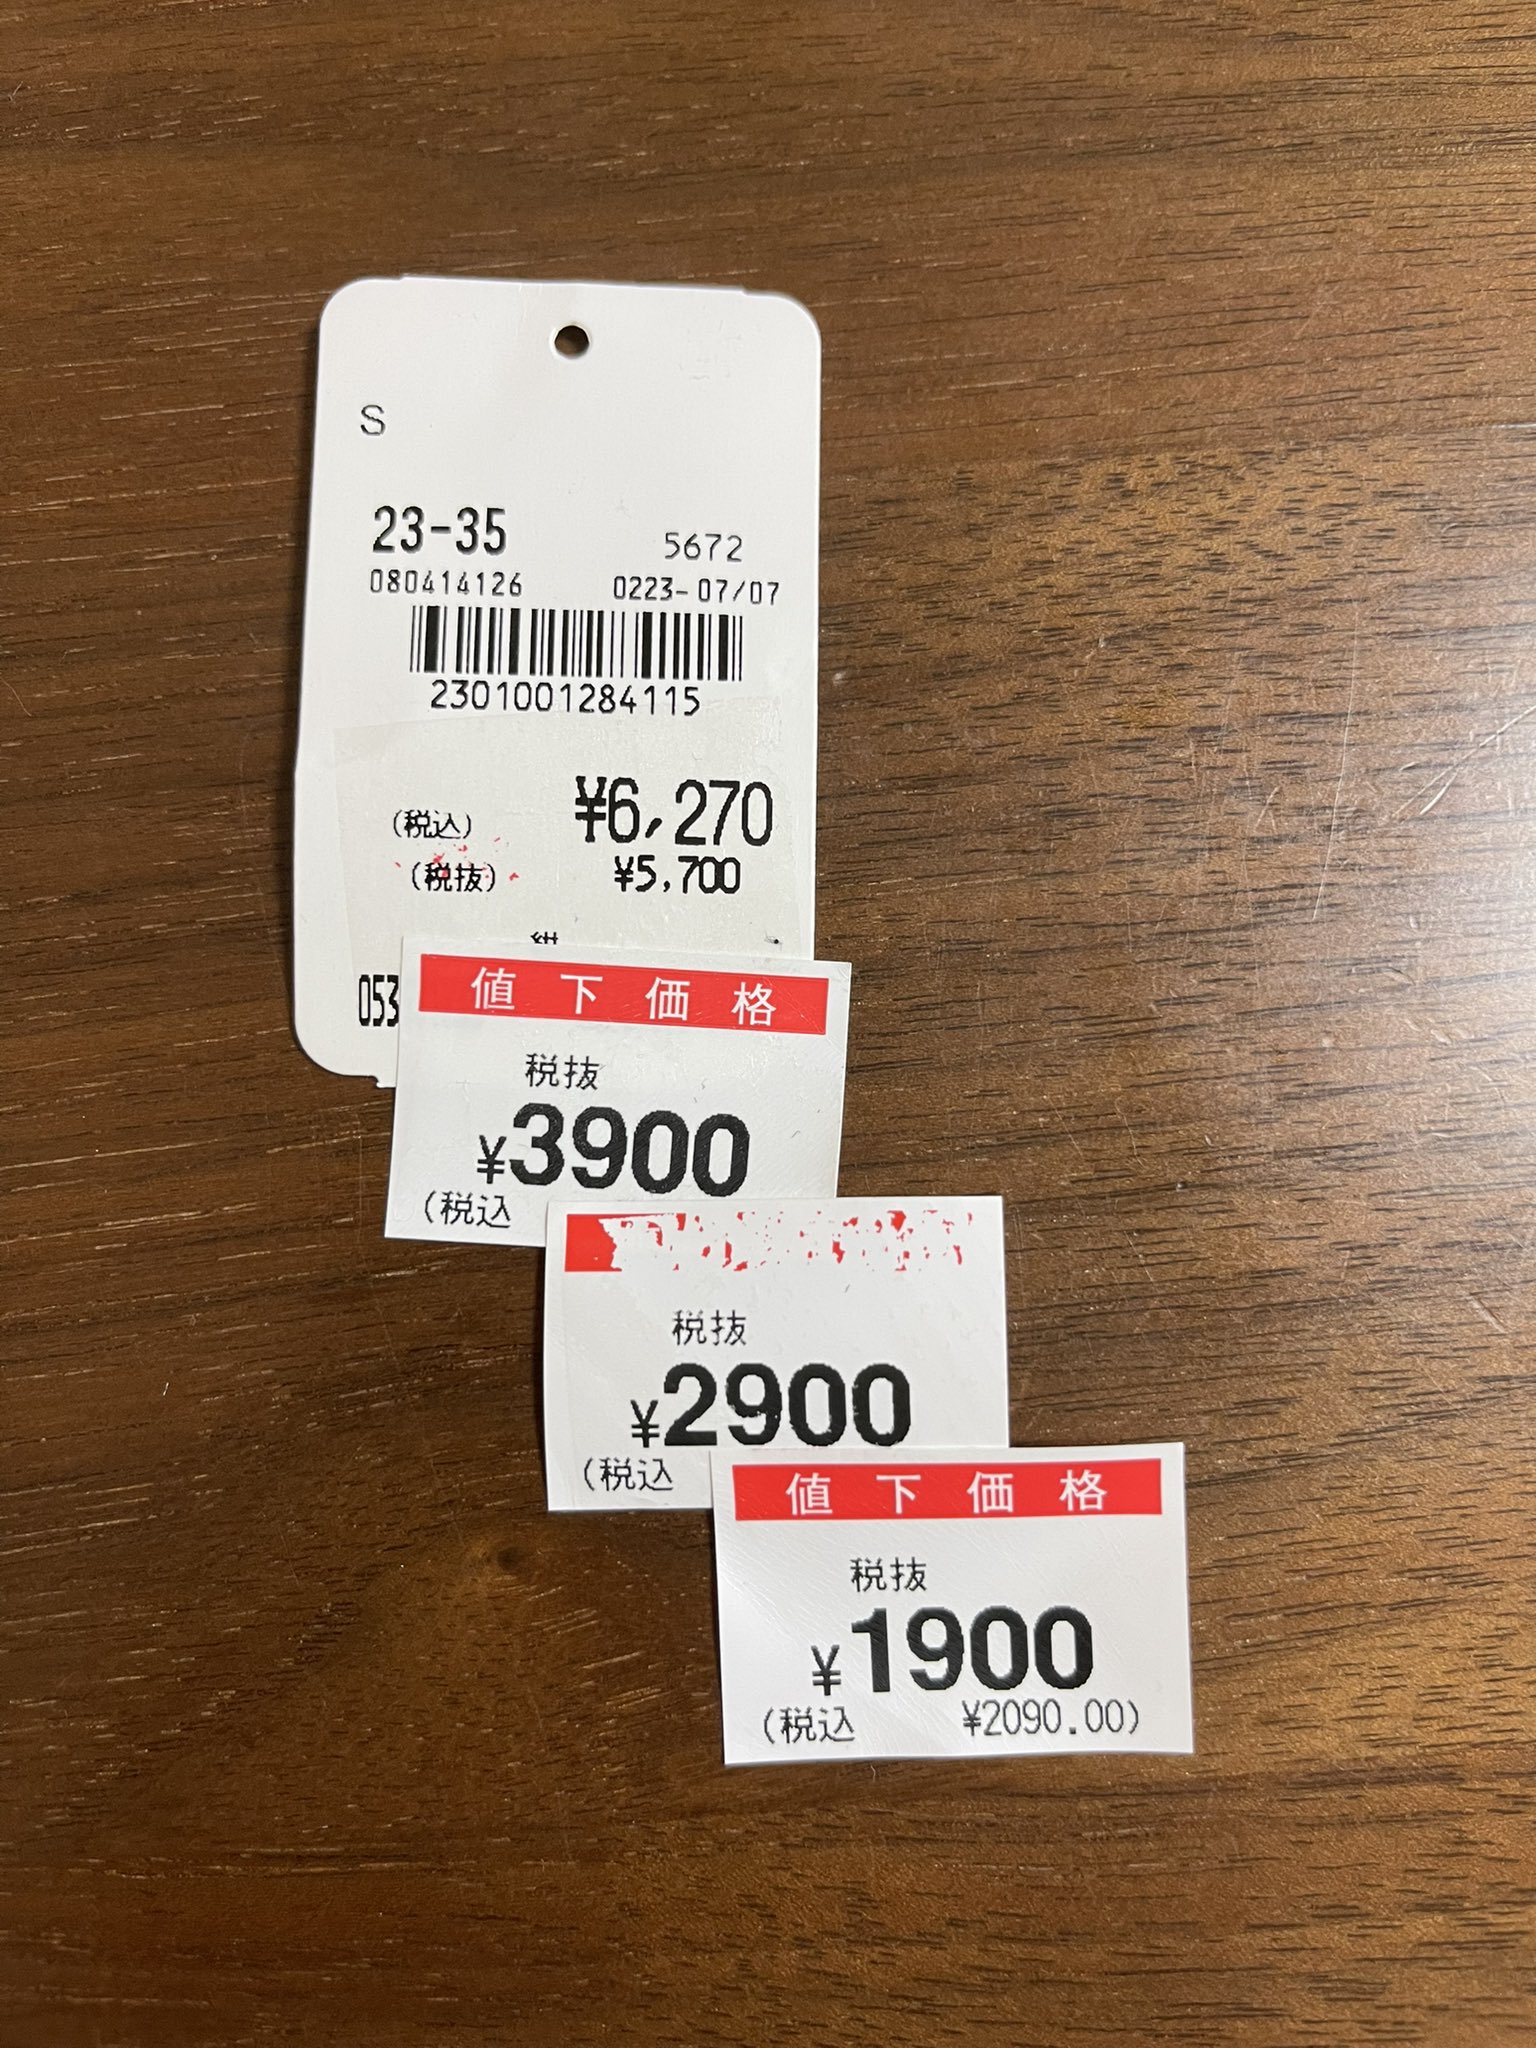 S
23-35 5672
080414126 0223-07/07
2301001284115
(税込) ¥6,270
(税抜) ¥5,700
053
値下価格
税抜
¥3900
(税込
税抜
¥2900
(税込
値下価格
税抜
¥1900
(税込 ¥2090.00)